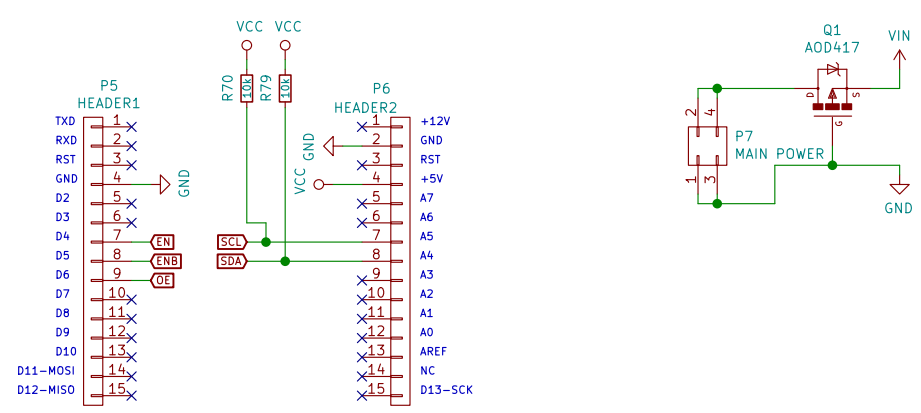 VCC VCC
R70 10k R79 10k
P5
HEADER1
TXD 1
RXD 2
RST 3
GND 4 GND
D2 5
D3 6
D4 7 EN
D5 8 ENB
D6 9 OE
D7 10
D8 11
D9 12
D10 13
D11-MOSI 14
D12-MISO 15
SCL
SDA
P6
HEADER2
1 +12V
GND 2 GND
3 RST
VCC 4 +5V
5 A7
6 A6
7 A5
8 A4
9 A3
10 A2
11 A1
12 A0
13 AREF
14 NC
15 D13-SCK
Q1
AOD417
VIN
D S
G
2 4
P7
MAIN POWER
1 3
GND